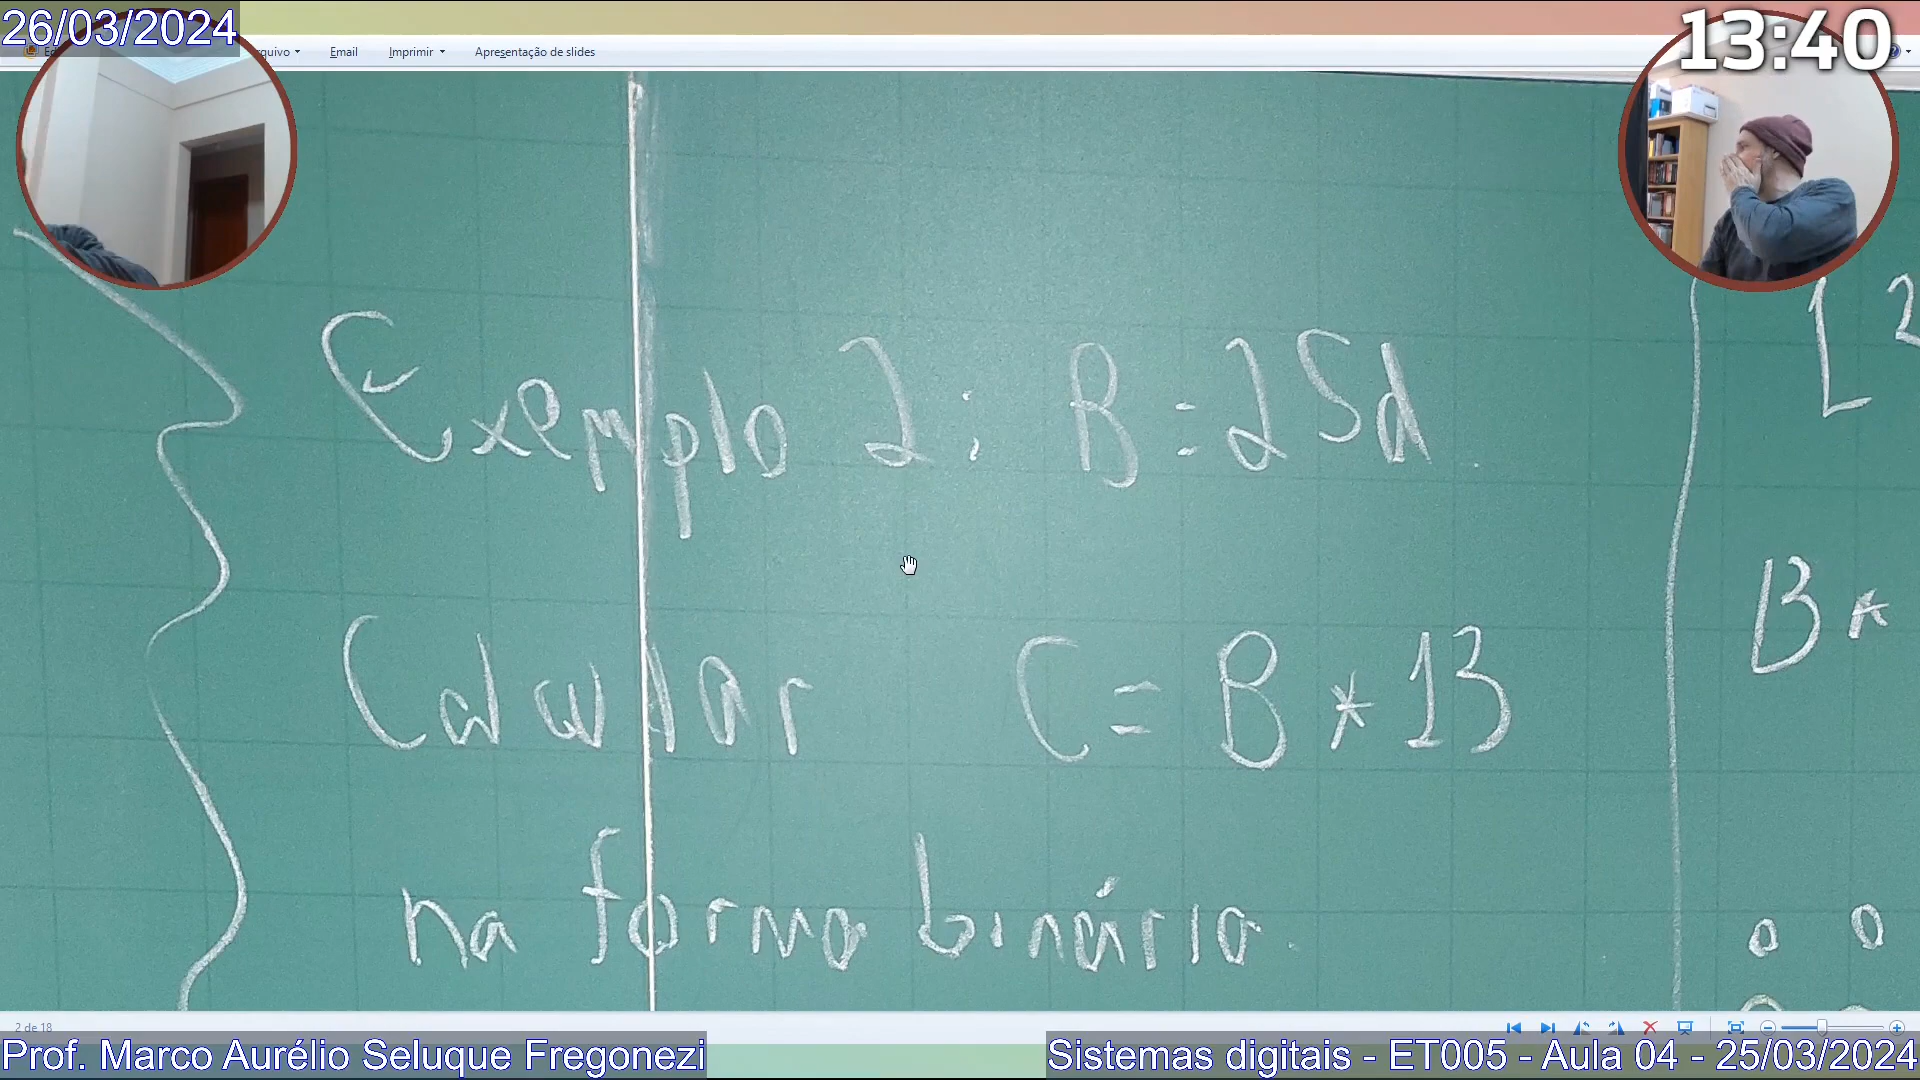 26/03/2024
13:40
Email
Imprimir
Apresentação de slides
Exemplo 2: B=25d
L 2
Calcular C = B * 13
B *
na forma binária.
0 0
2 de 18
Prof. Marco Aurélio Seluque Fregonezi
Sistemas digitais - ET005 - Aula 04 - 25/03/2024